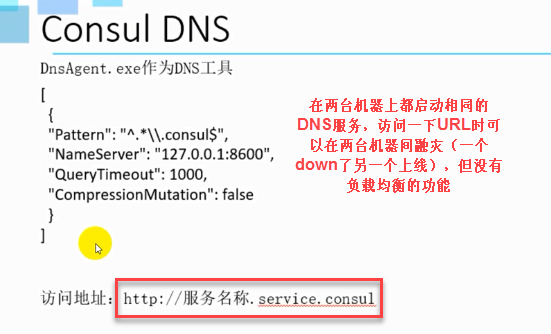 Consul DNS
DnsAgent.exe作为DNS工具
[
{
"Pattern": "^.*\\.consul$",
"NameServer": "127.0.0.1:8600",
"QueryTimeout": 1000,
"CompressionMutation": false
}
]
在两台机器上都启动相同的
DNS服务，访问一下URL时可
以在两台机器间融灾（一个
down了另一个上线），但没有
负载均衡的功能
访问地址：http://服务名称.service.consul